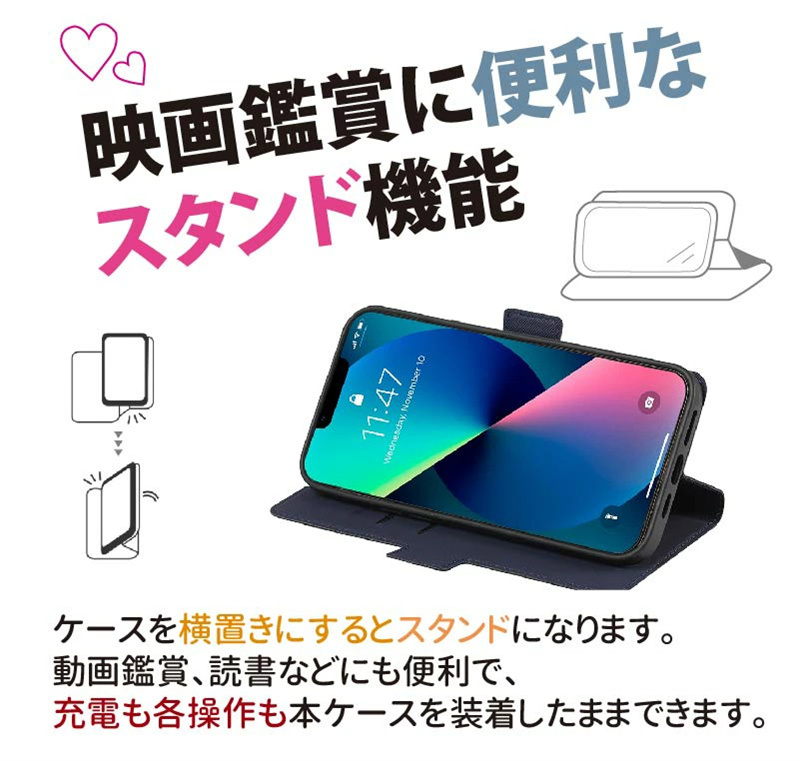 映画鑑賞に便利な
スタンド機能
11:47
Wednesday, November 10
ケースを横置きにするとスタンドになります。
動画鑑賞、読書などにも便利で、
充電も各操作も本ケースを装着したままできます。